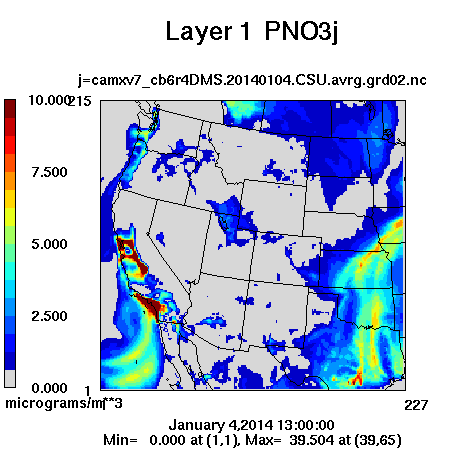 Layer 1 PNO3j
j=camxv7_cb6r4DMS.20140104.CSU.avrg.grd02.nc
10.000
215
7.500
5.000
2.500
0.000
1
micrograms/m**3
1
227
January 4,2014 13:00:00
Min= 0.000 at (1,1), Max= 39.504 at (39,65)